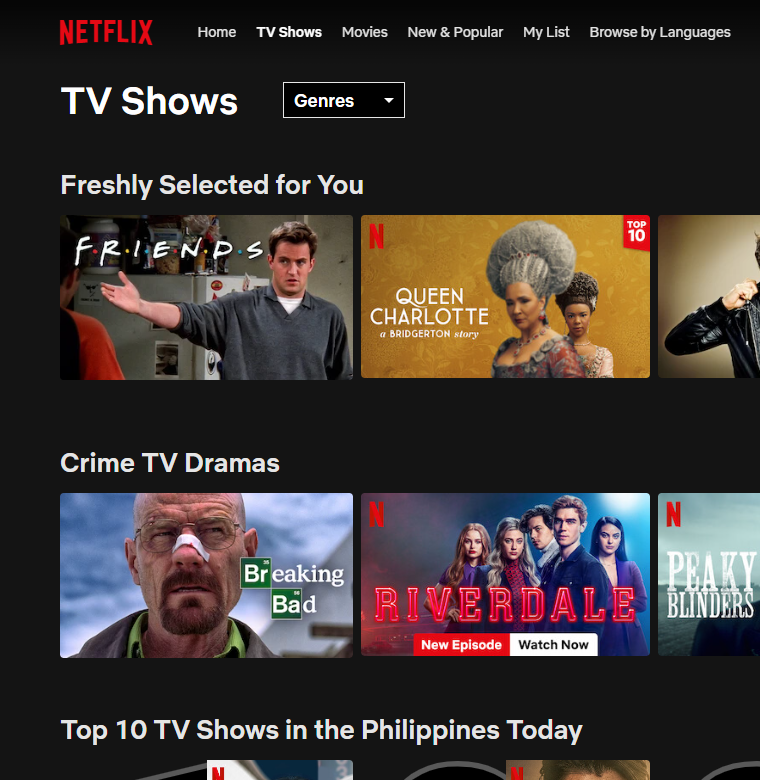 NETFLIX Home TV Shows Movies New & Popular My List Browse by Languages
TV Shows Genres
Freshly Selected for You
F·R·I·E·N·D·S
N
TOP
10
QUEEN
CHARLOTTE
a BRIDGERTON story
Crime TV Dramas
35
Breaking
56
Bad
N
RIVERDALE
New Episode Watch Now
N
PEAKY
BLINDERS
Top 10 TV Shows in the Philippines Today
N
N